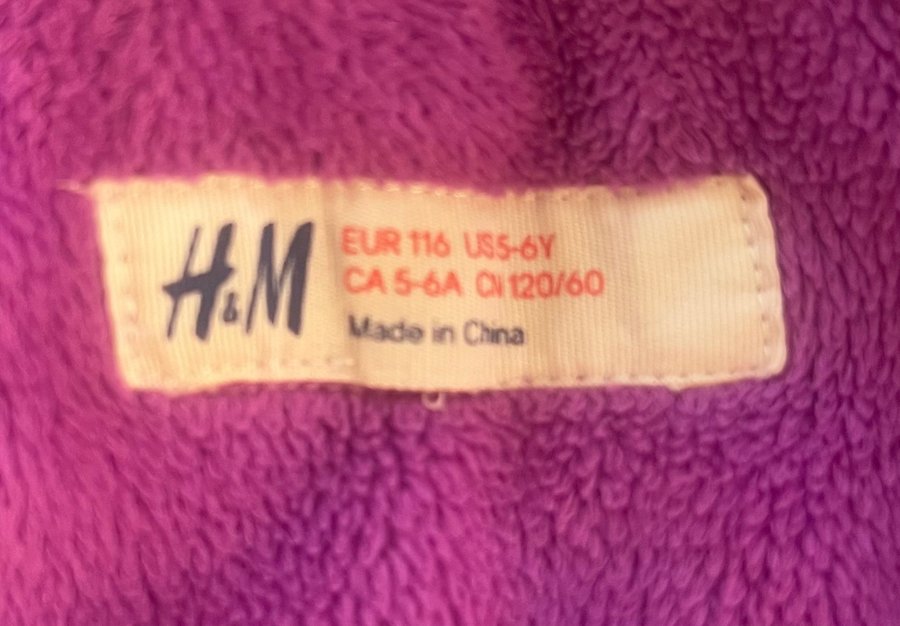 H&M
EUR 116 US5-6Y
CA 5-6A CN 120/60
Made in China